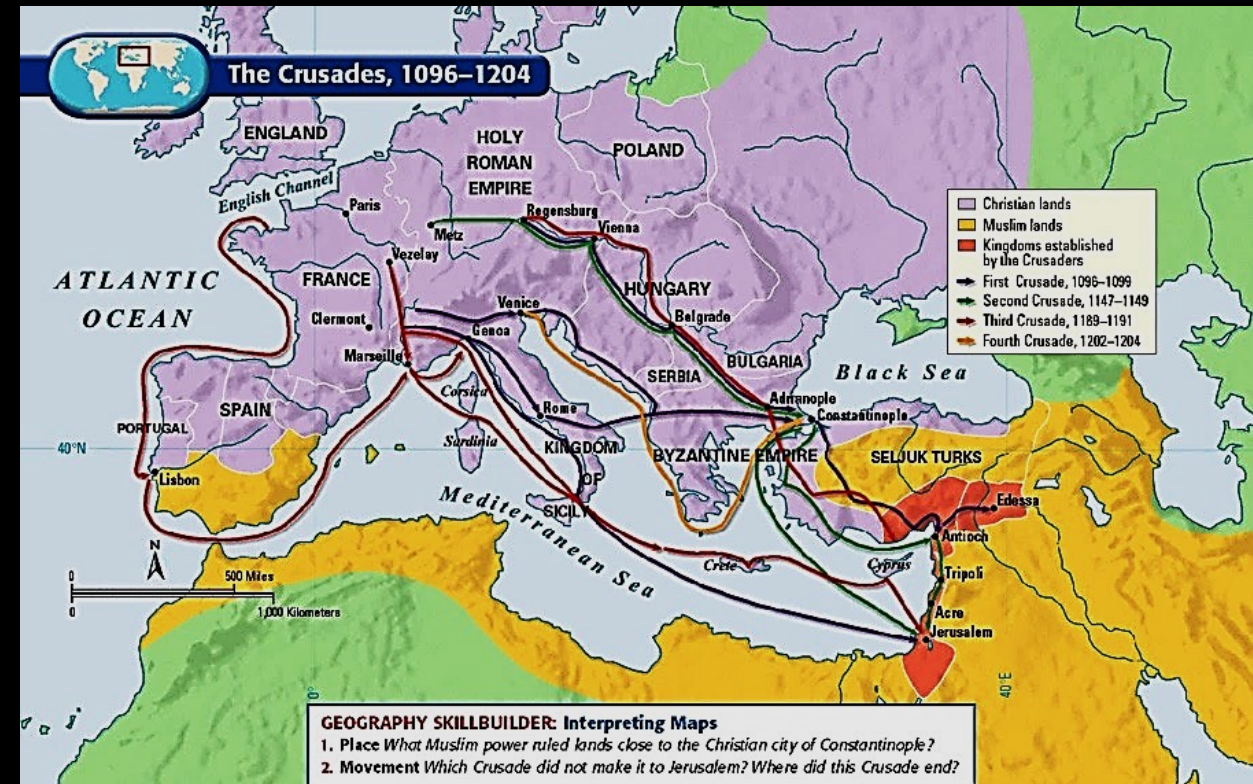 The Crusades, 1096–1204
ENGLAND
HOLY
ROMAN
EMPIRE
POLAND
English Channel
Paris
Metz
Regensburg
Vienna
Vezelay
ATLANTIC
OCEAN
FRANCE
Clermont
Venice
Genoa
HUNGARY
Belgrade
Marseille
Corsica
SERBIA
BULGARIA
Black Sea
SPAIN
PORTUGAL
Rome
Adrianople
Constantinople
Sardinia
KINGDOM
OF
SICILY
BYZANTINE EMPIRE
SELJUK TURKS
40°N
Lisbon
Mediterranean Sea
Edessa
Antioch
Crete
Cyprus
Tripoli
Acre
Jerusalem
N
0 500 Miles
0 1,000 Kilometers
0°
40°E
Christian lands
Muslim lands
Kingdoms established
by the Crusaders
First Crusade, 1096–1099
Second Crusade, 1147–1149
Third Crusade, 1189–1191
Fourth Crusade, 1202–1204
GEOGRAPHY SKILLBUILDER: Interpreting Maps
1. Place What Muslim power ruled lands close to the Christian city of Constantinople?
2. Movement Which Crusade did not make it to Jerusalem? Where did this Crusade end?